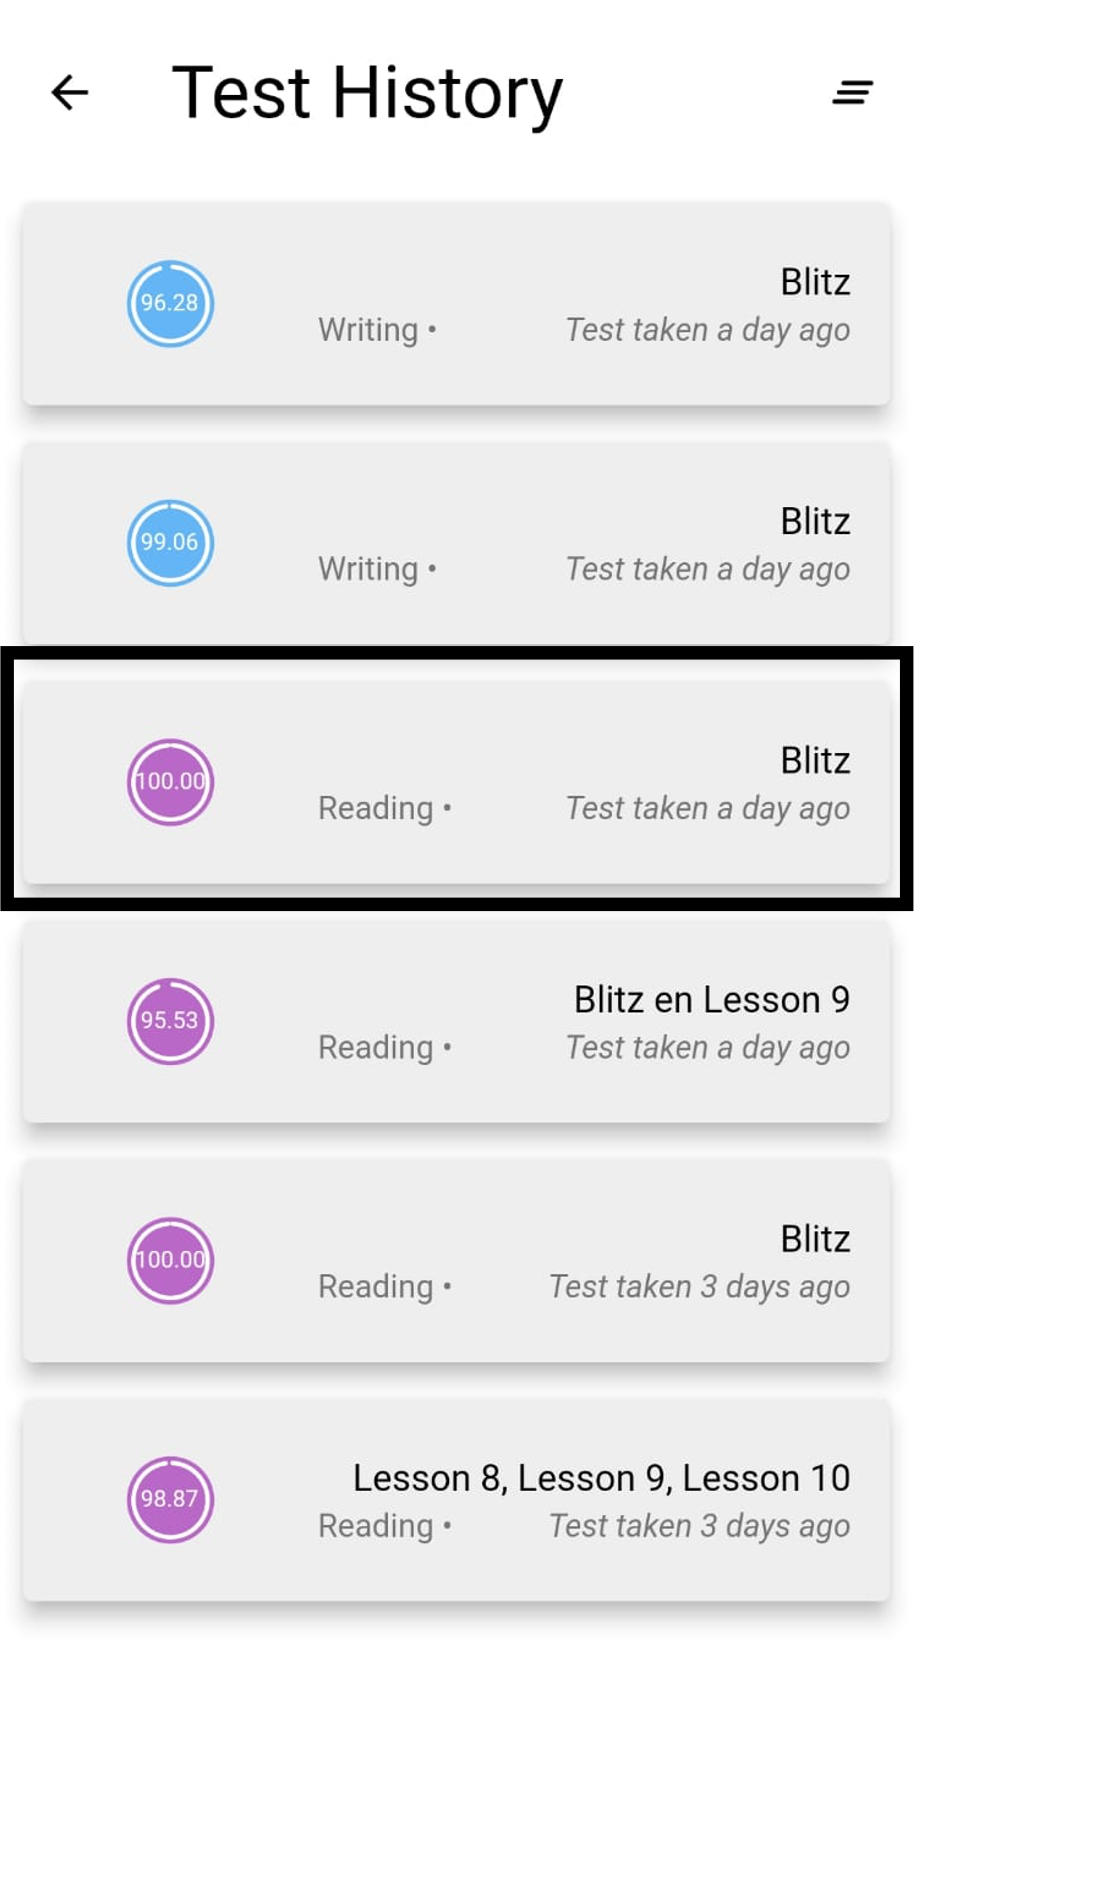 Test History
96.28
Blitz
Writing • Test taken a day ago
99.06
Blitz
Writing • Test taken a day ago
100.00
Blitz
Reading • Test taken a day ago
95.53
Blitz en Lesson 9
Reading • Test taken a day ago
100.00
Blitz
Reading • Test taken 3 days ago
98.87
Lesson 8, Lesson 9, Lesson 10
Reading • Test taken 3 days ago